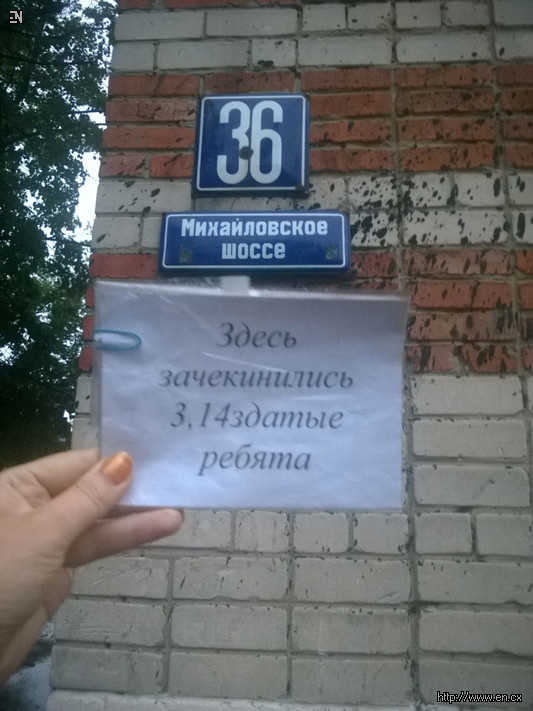 EN
36
Михайловское
шоссе
Здесь
зачекинились
3,14здатые
ребята
http://www.en.cx